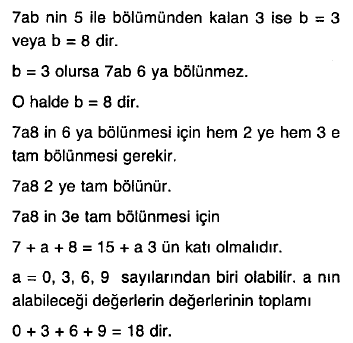 7ab nin 5 ile bölümünden kalan 3 ise b = 3
veya b = 8 dir.
b = 3 olursa 7ab 6 ya bölünmez.
O halde b = 8 dir.
7a8 in 6 ya bölünmesi için hem 2 ye hem 3 e
tam bölünmesi gerekir.
7a8 2 ye tam bölünür.
7a8 in 3e tam bölünmesi için
7 + a + 8 = 15 + a 3 ün katı olmalıdır.
a = 0, 3, 6, 9 sayılarından biri olabilir. a nın
alabileceği değerlerin değerlerinin toplamı
0 + 3 + 6 + 9 = 18 dir.